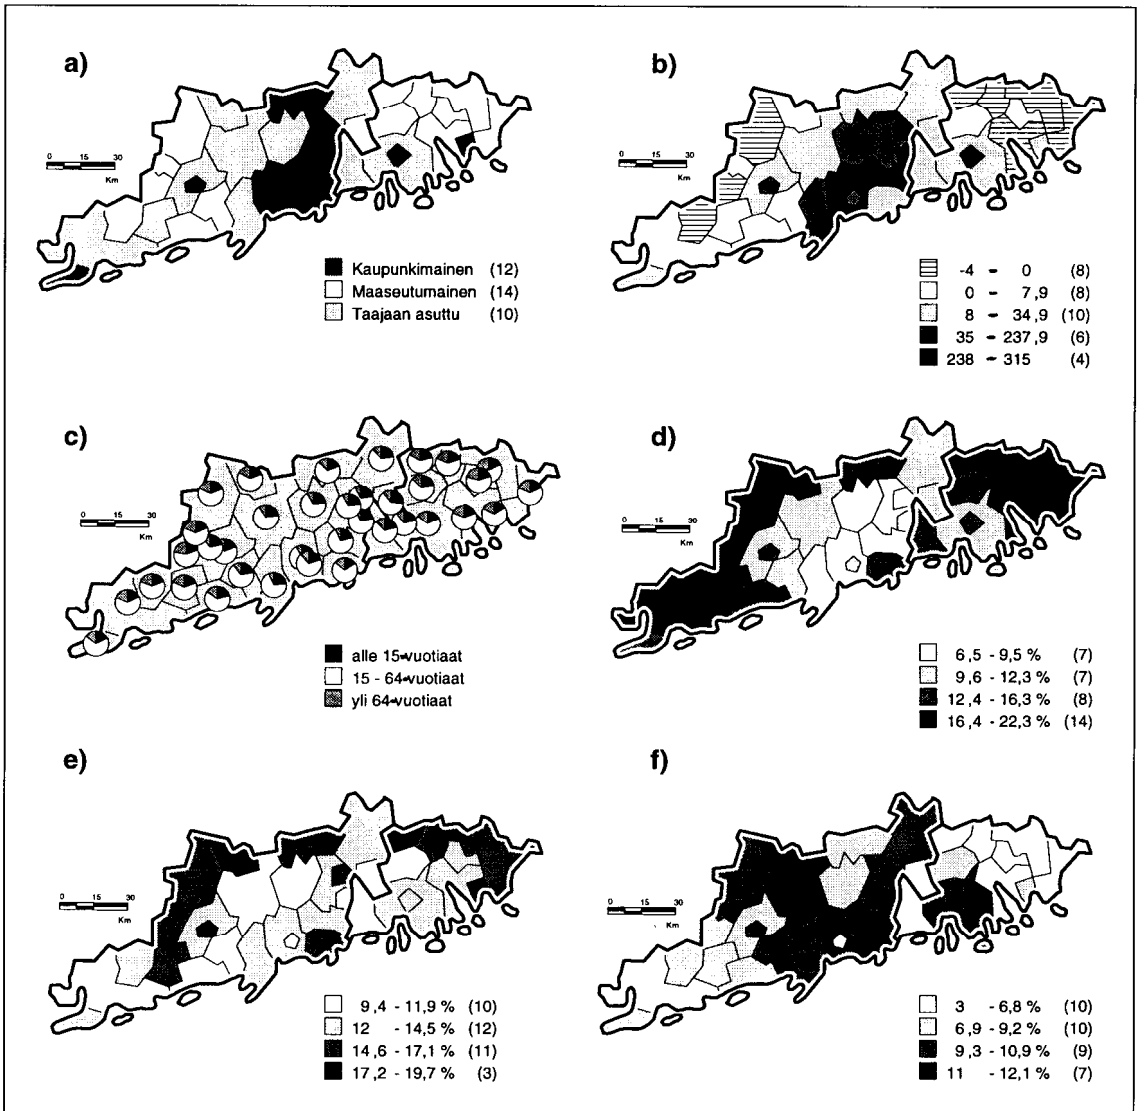 a)
0 15 30
Km
Kaupunkimainen (12)
Maaseutumainen (14)
Taajaan asuttu (10)
b)
0 15 30
Km
-4 - 0 (8)
0 - 7,9 (8)
8 - 34,9 (10)
35 - 237,9 (6)
238 - 315 (4)
c)
0 15 30
Km
alle 15-vuotiaat
15 - 64-vuotiaat
yli 64-vuotiaat
d)
0 15 30
Km
6,5 - 9,5 % (7)
9,6 - 12,3 % (7)
12,4 - 16,3 % (8)
16,4 - 22,3 % (14)
e)
0 15 30
Km
9,4 - 11,9 % (10)
12 - 14,5 % (12)
14,6 - 17,1 % (11)
17,2 - 19,7 % (3)
f)
0 15 30
Km
3 - 6,8 % (10)
6,9 - 9,2 % (10)
9,3 - 10,9 % (9)
11 - 12,1 % (7)